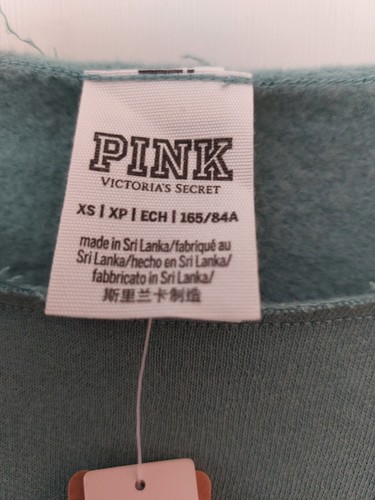 PINK
VICTORIA'S SECRET
XS | XP | ECH | 165/84A
made in Sri Lanka/fabriqué au
Sri Lanka/hecho en Sri Lanka/
fabbricato in Sri Lanka/
斯里兰卡制造